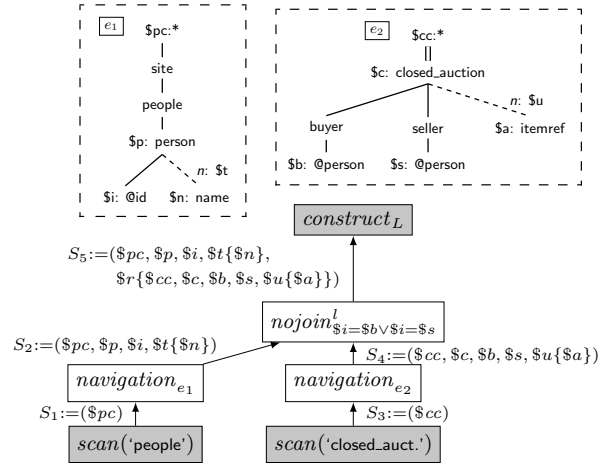 e1
$pc:*
site
people
$p: person
n: $t
$i: @id
$n: name
e2
$cc:*
$c: closed_auction
n: $u
buyer
seller
$a: itemref
$b: @person
$s: @person
construct_L
S5:=($pc, $p, $i, $t{$n},
$r{$cc, $c, $b, $s, $u{$a}})
nojoin^l_$i=$b∨$i=$s
S2:=($pc, $p, $i, $t{$n})
S4:=($cc, $c, $b, $s, $u{$a})
navigation_e1
navigation_e2
S1:=($pc)
S3:=($cc)
scan('people')
scan('closed_auct.')